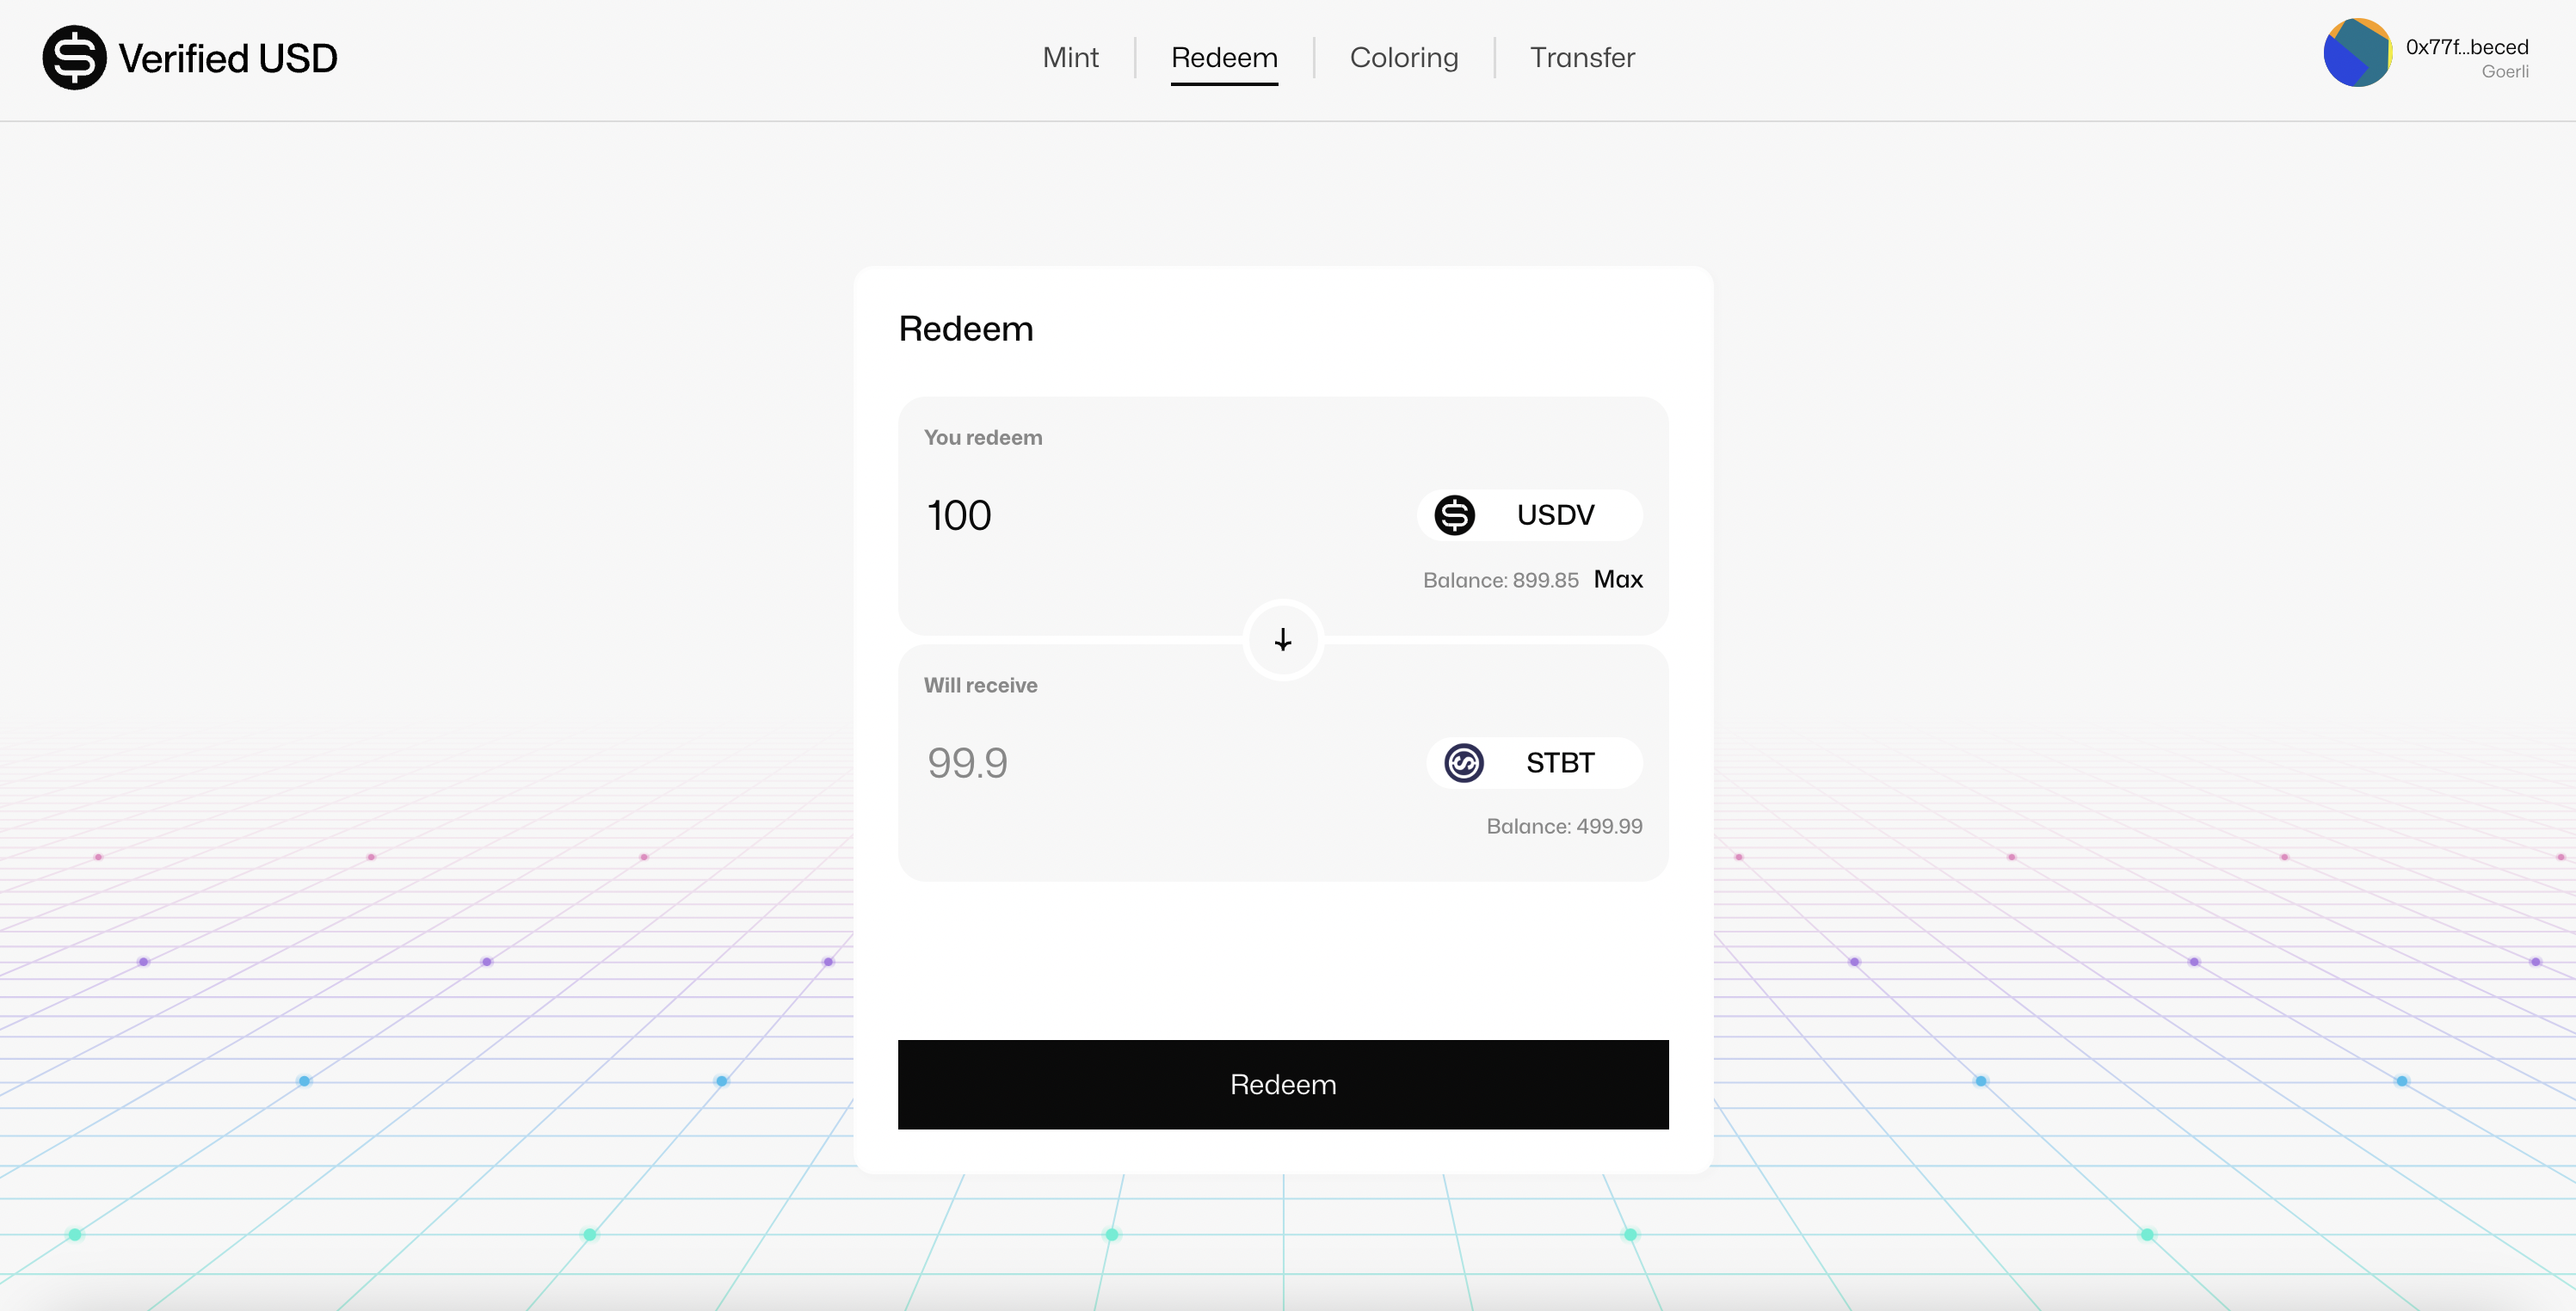 Verified USD
Mint
Redeem
Coloring
Transfer
0x77f...beced
Goerli
Redeem
You redeem
100
USDV
Balance: 899.85 Max
Will receive
99.9
STBT
Balance: 499.99
Redeem